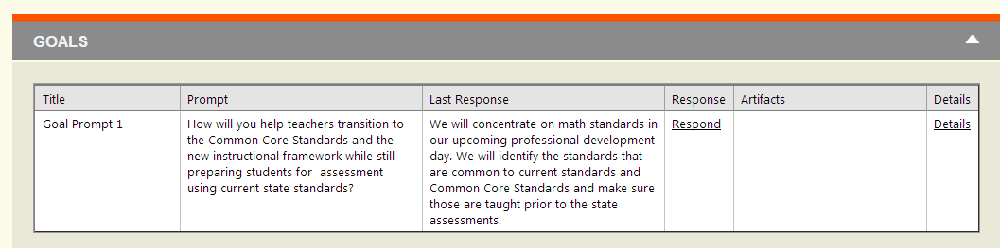 GOALS
Title Prompt Last Response Response Artifacts Details
Goal Prompt 1
How will you help teachers transition to
the Common Core Standards and the
new instructional framework while still
preparing students for  assessment
using current state standards?
We will concentrate on math standards in
our upcoming professional development
day. We will identify the standards that
are common to current standards and
Common Core Standards and make sure
those are taught prior to the state
assessments.
Respond
Details